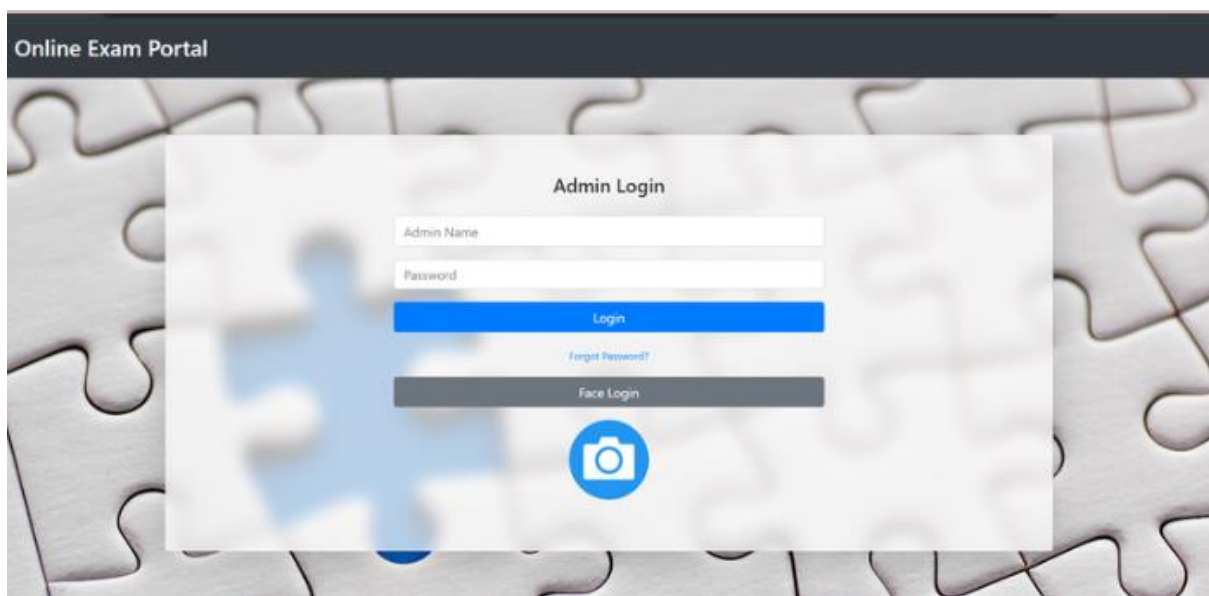 Online Exam Portal
Admin Login
Admin Name
Password
Login
Forgot Password?
Face Login